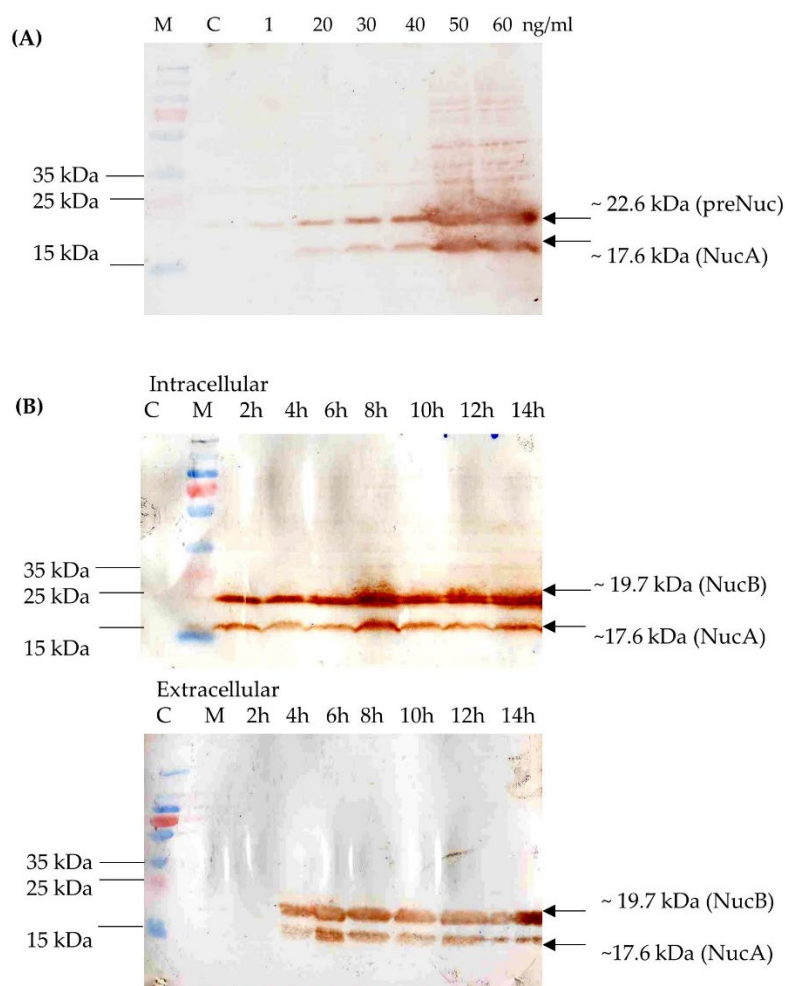 (A)
M C 1 20 30 40 50 60 ng/ml
35 kDa
25 kDa
15 kDa
~ 22.6 kDa (preNuc)
~ 17.6 kDa (NucA)
(B)
Intracellular
C M 2h 4h 6h 8h 10h 12h 14h
35 kDa
25 kDa
15 kDa
~ 19.7 kDa (NucB)
~17.6 kDa (NucA)
Extracellular
C M 2h 4h 6h 8h 10h 12h 14h
35 kDa
25 kDa
15 kDa
~ 19.7 kDa (NucB)
~17.6 kDa (NucA)